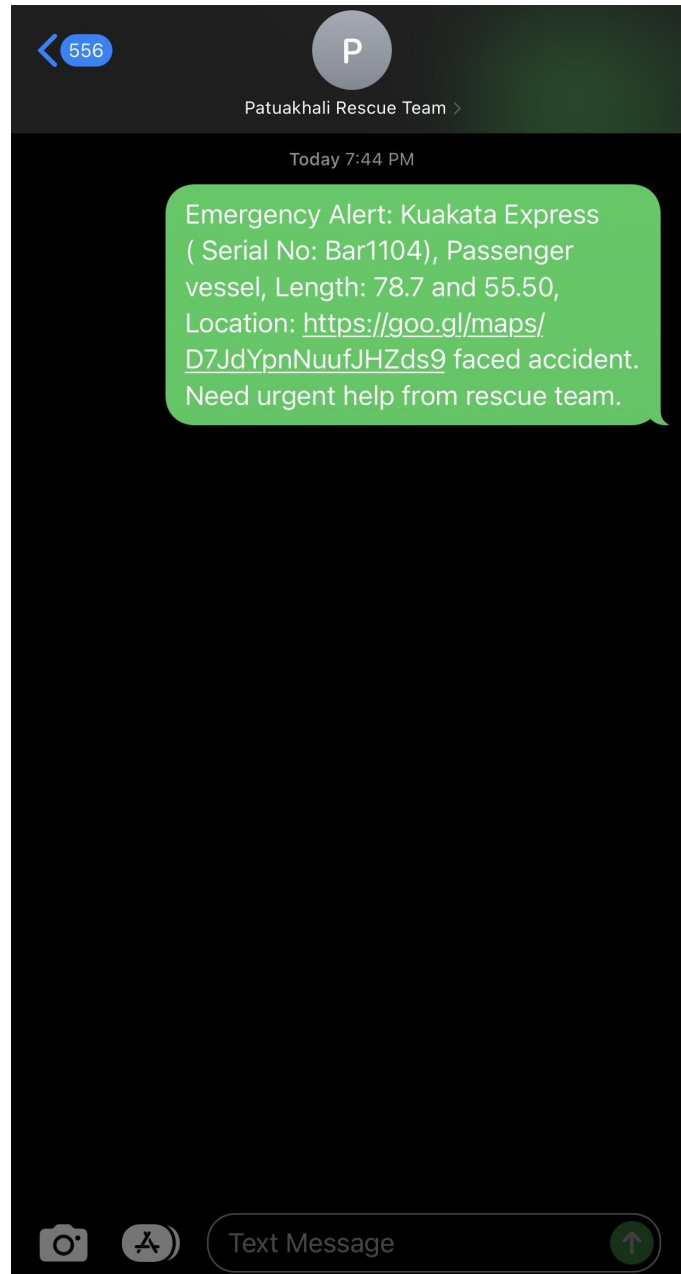 556
P
Patuakhali Rescue Team >
Today 7:44 PM
Emergency Alert: Kuakata Express
( Serial No: Bar1104), Passenger
vessel, Length: 78.7 and 55.50,
Location: https://goo.gl/maps/
D7JdYpnNuufJHZds9 faced accident.
Need urgent help from rescue team.
Text Message